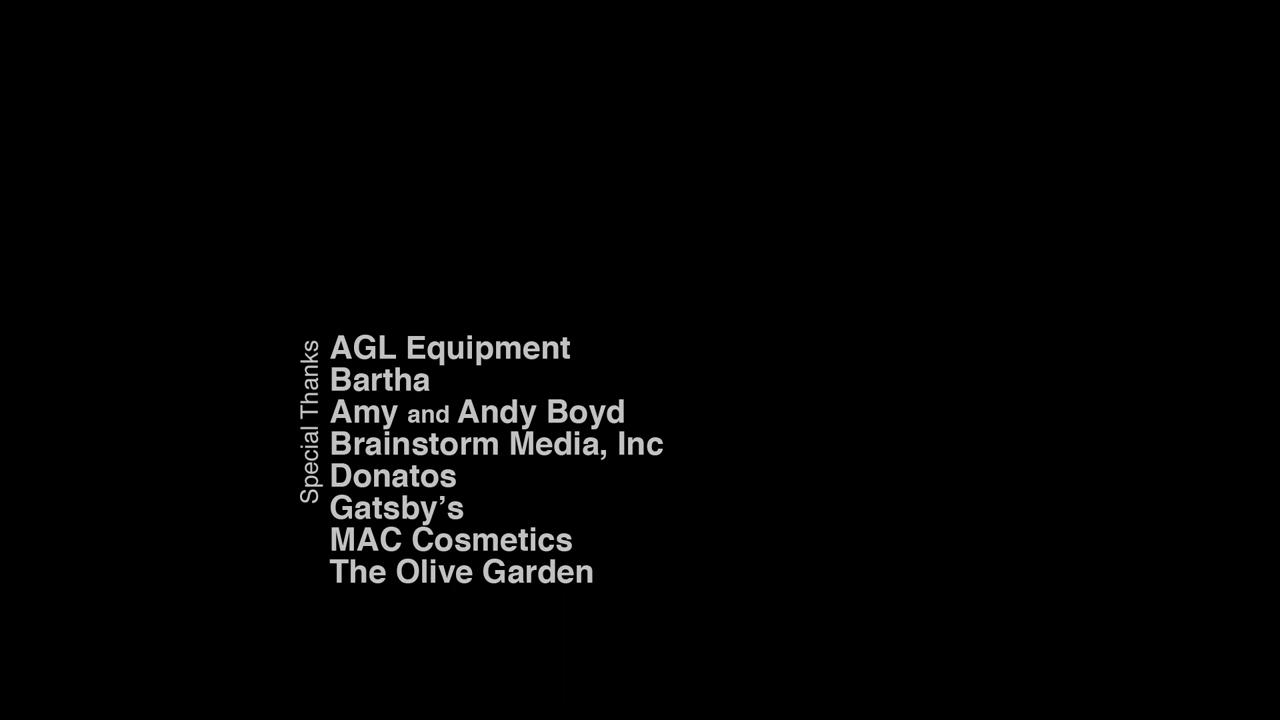 Special Thanks
AGL Equipment
Bartha
Amy and Andy Boyd
Brainstorm Media, Inc
Donatos
Gatsby’s
MAC Cosmetics
The Olive Garden